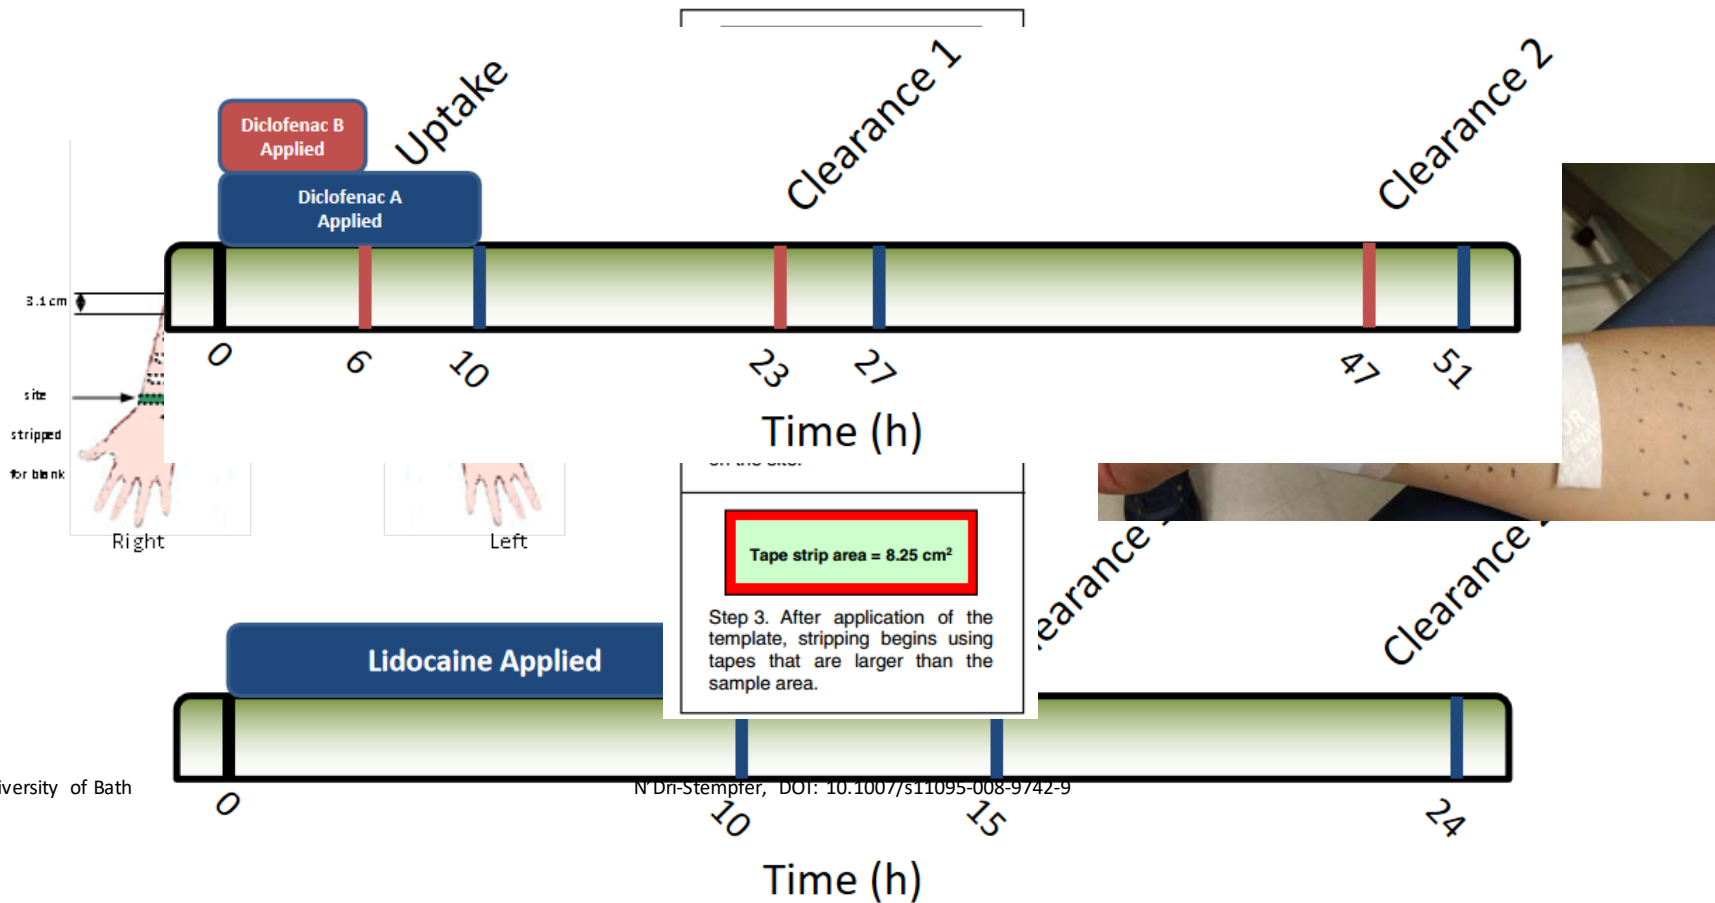 Uptake
Clearance 1
Clearance 2
Diclofenac B
Applied
Diclofenac A
Applied
3.1 cm
site
stripped
for blank
0
6
10
23
27
47
51
Time (h)
Right
Left
on the site.
Tape strip area = 8.25 cm²
Step 3. After application of the
template, stripping begins using
tapes that are larger than the
sample area.
earance
Clearance
Lidocaine Applied
iversity of Bath
N'Dri-Stempfer, DOI: 10.1007/s11095-008-9742-9
0
10
15
24
Time (h)